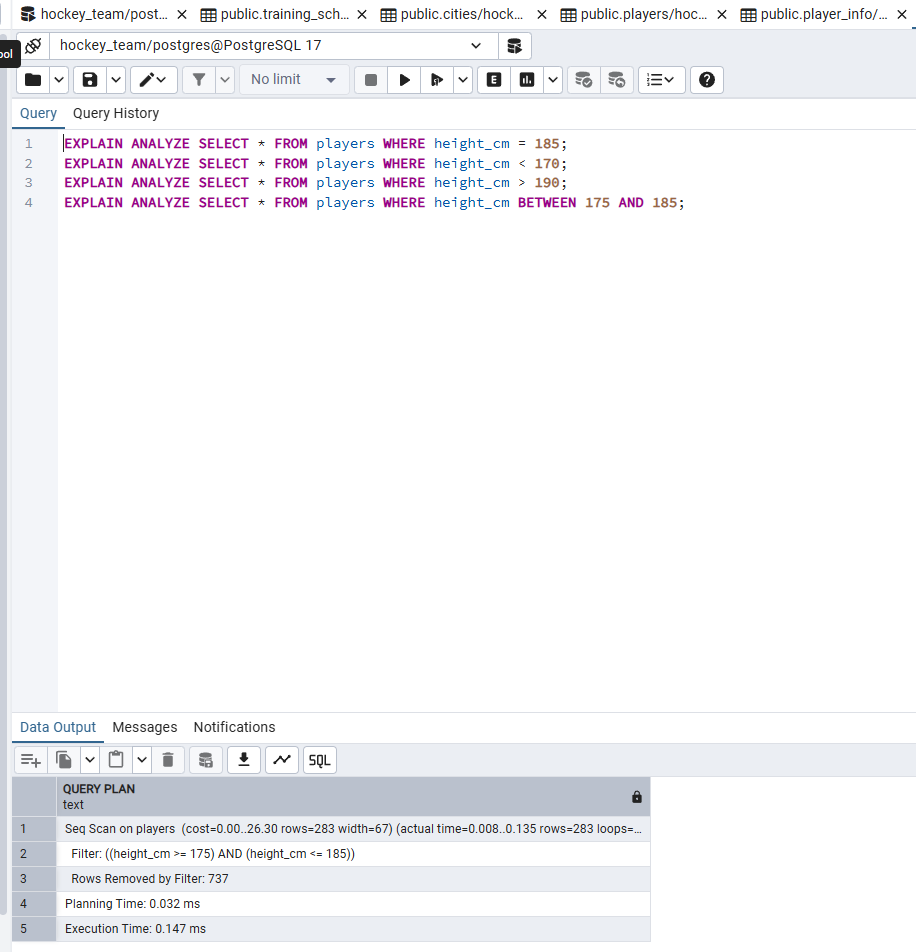 hockey_team/post... public.training_sch... public.cities/hock... public.players/hoc... public.player_info/...
ool
hockey_team/postgres@PostgreSQL 17
No limit
E
Query Query History
1 EXPLAIN ANALYZE SELECT * FROM players WHERE height_cm = 185;
2 EXPLAIN ANALYZE SELECT * FROM players WHERE height_cm < 170;
3 EXPLAIN ANALYZE SELECT * FROM players WHERE height_cm > 190;
4 EXPLAIN ANALYZE SELECT * FROM players WHERE height_cm BETWEEN 175 AND 185;
Data Output Messages Notifications
SQL
QUERY PLAN
text
1 Seq Scan on players (cost=0.00..26.30 rows=283 width=67) (actual time=0.008..0.135 rows=283 loops=...
2 Filter: ((height_cm >= 175) AND (height_cm <= 185))
3 Rows Removed by Filter: 737
4 Planning Time: 0.032 ms
5 Execution Time: 0.147 ms